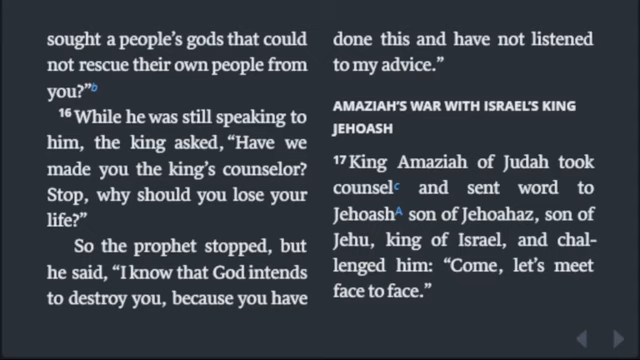 sought a people’s gods that could
not rescue their own people from
you?”b
16 While he was still speaking to
him, the king asked, “Have we
made you the king’s counselor?
Stop, why should you lose your
life?”
So the prophet stopped, but
he said, “I know that God intends
to destroy you, because you have
done this and have not listened
to my advice.”
AMAZIAH’S WAR WITH ISRAEL’S KING
JEHOASH
17 King Amaziah of Judah took
counselc and sent word to
JehoashA son of Jehoahaz, son of
Jehu, king of Israel, and chal-
lenged him: “Come, let’s meet
face to face.”